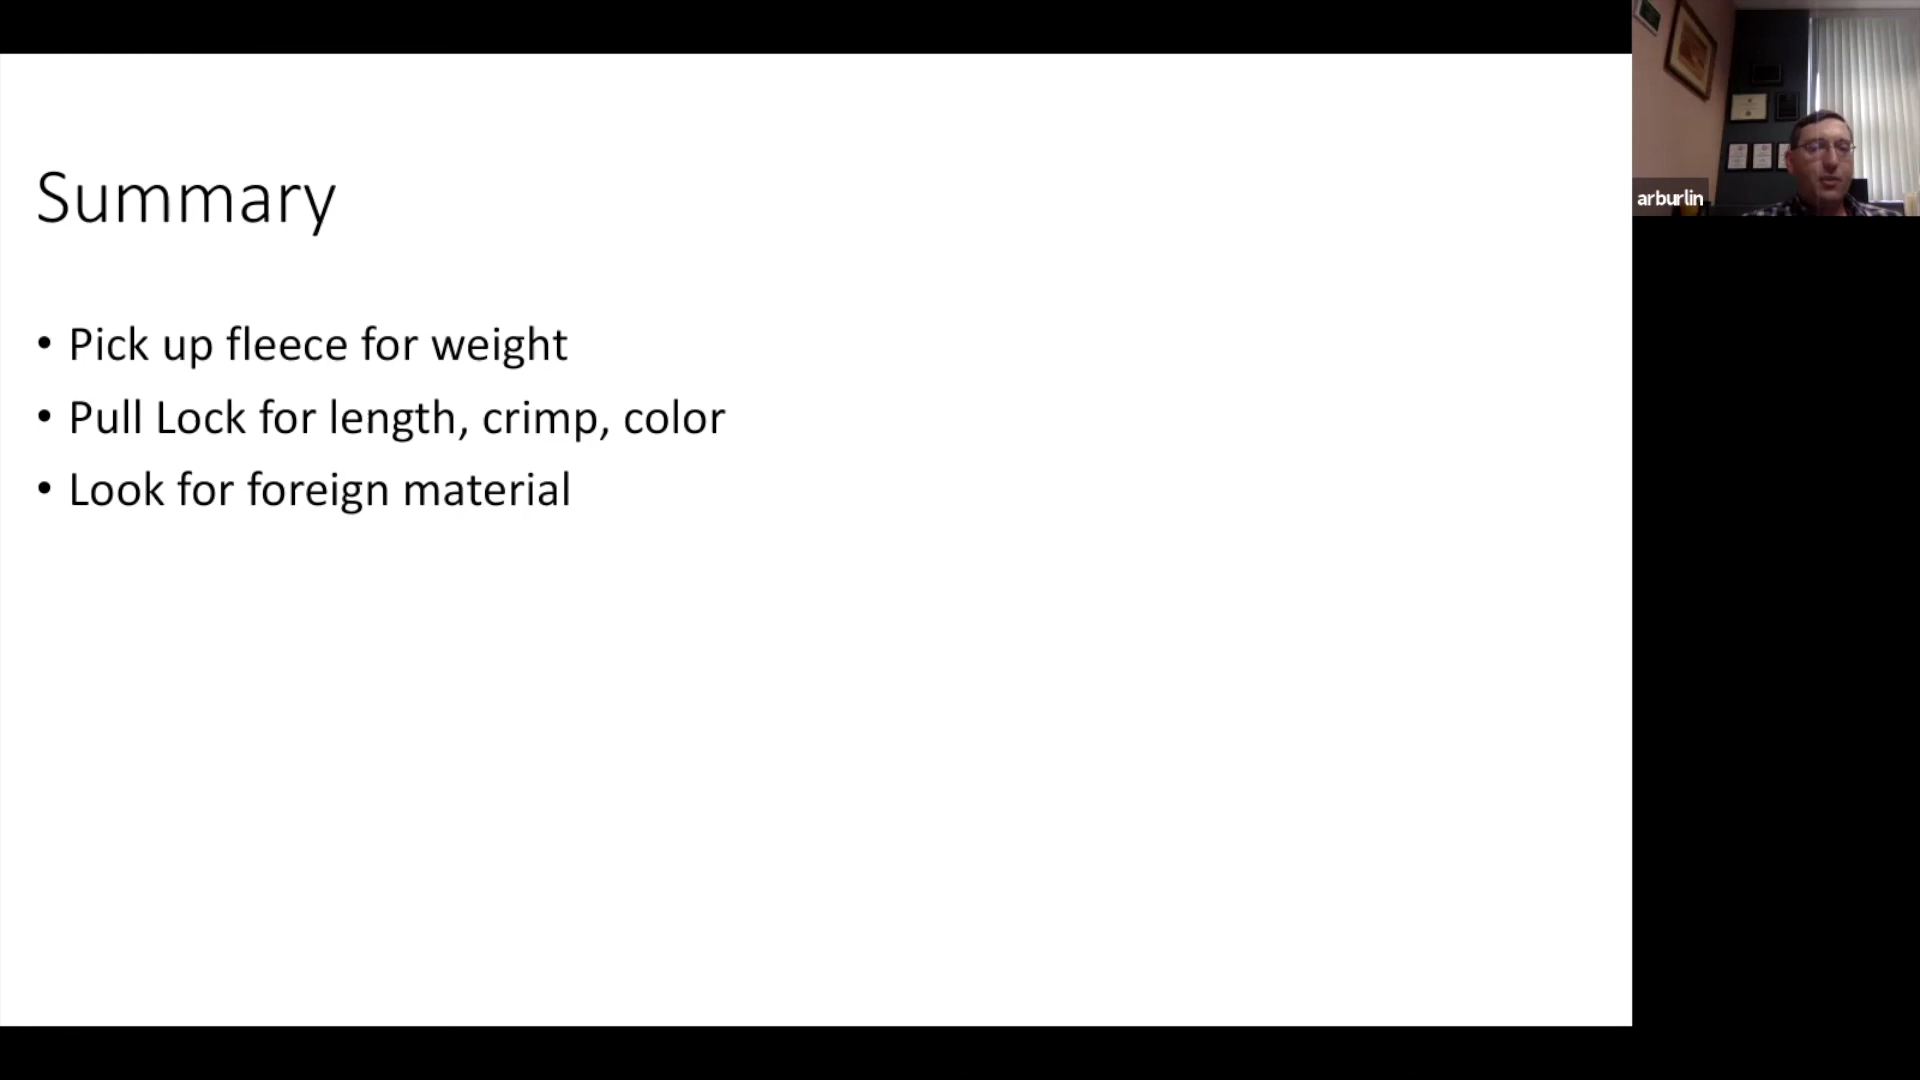 Summary
• Pick up fleece for weight
• Pull Lock for length, crimp, color
• Look for foreign material
arburlin